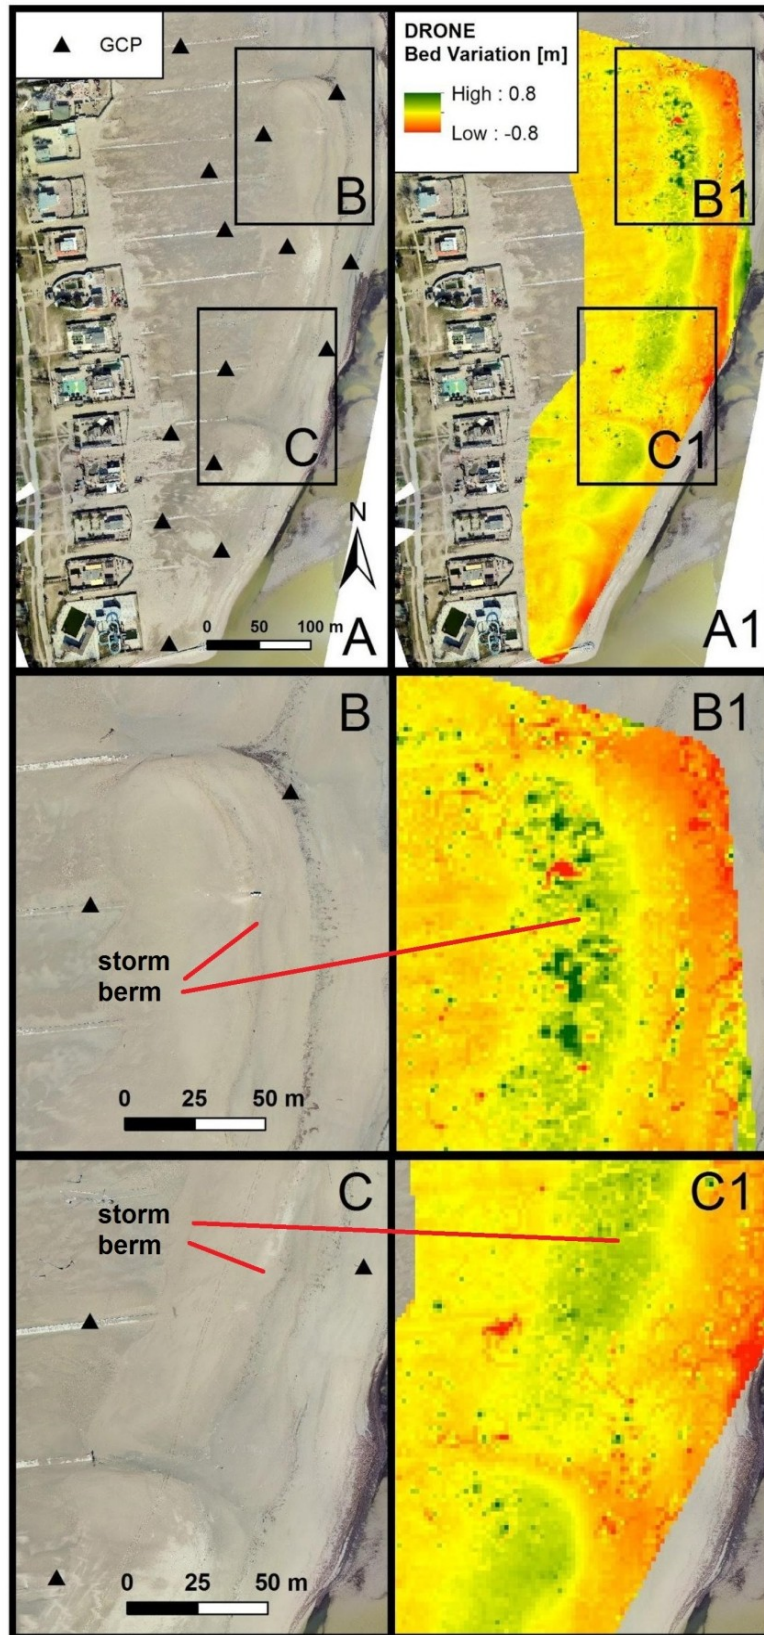 GCP
B
C
N
0 50 100 m
A
DRONE
Bed Variation [m]
High : 0.8
Low : -0.8
B1
C1
A1
B
storm
berm
0 25 50 m
B1
C
storm
berm
0 25 50 m
C1